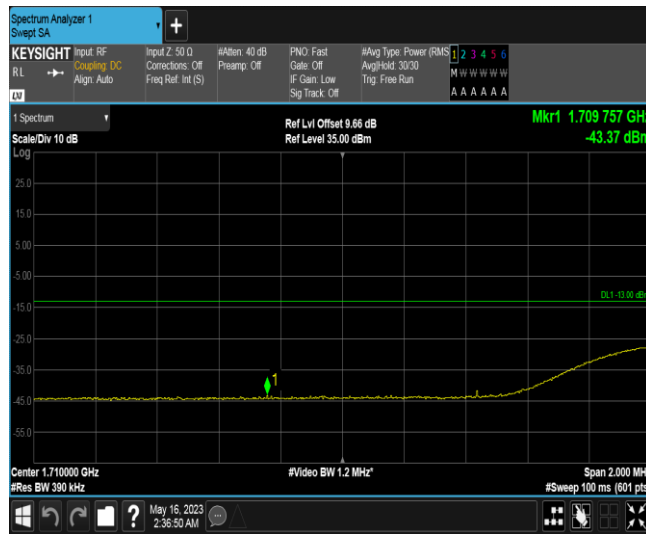 Spectrum Analyzer 1
Swept SA
KEYSIGHT
RL
LXI
Input: RF
Coupling: DC
Align: Auto
Input Z: 50 Ω
Corrections: Off
Freq Ref: Int (S)
#Atten: 40 dB
Preamp: Off
PNO: Fast
Gate: Off
IF Gain: Low
Sig Track: Off
#Avg Type: Power (RMS
Avg|Hold: 30/30
Trig: Free Run
1 2 3 4 5 6
M W W W W W
A A A A A A
1 Spectrum
Scale/Div 10 dB
Log
Ref Lvl Offset 9.66 dB
Ref Level 35.00 dBm
Mkr1 1.709 757 GH
-43.37 dBm
25.0
15.0
5.00
-5.00
-15.0
-25.0
-35.0
-45.0
-55.0
DL1 -13.00 dBm
1
Center 1.710000 GHz
#Res BW 390 kHz
#Video BW 1.2 MHz*
Span 2.000 MH
#Sweep 100 ms (601 pts
?
May 16, 2023
2:36:50 AM